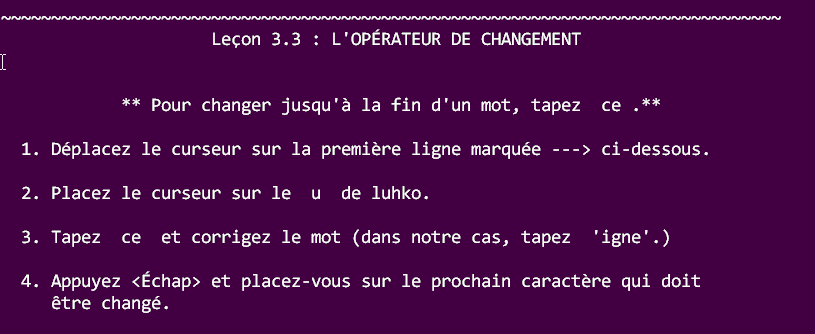 ~~~~~~~~~~~~~~~~~~~~~~~~~~~~~~~~~~~~~~~~~~~~~~~~~~~~~~~~~~~~~~~~~~~~~~~~~~~~~~
Leçon 3.3 : L'OPÉRATEUR DE CHANGEMENT
** Pour changer jusqu'à la fin d'un mot, tapez  ce .**
1. Déplacez le curseur sur la première ligne marquée ---> ci-dessous.
2. Placez le curseur sur le  u  de luhko.
3. Tapez  ce  et corrigez le mot (dans notre cas, tapez  'igne'.)
4. Appuyez <Échap> et placez-vous sur le prochain caractère qui doit
être changé.